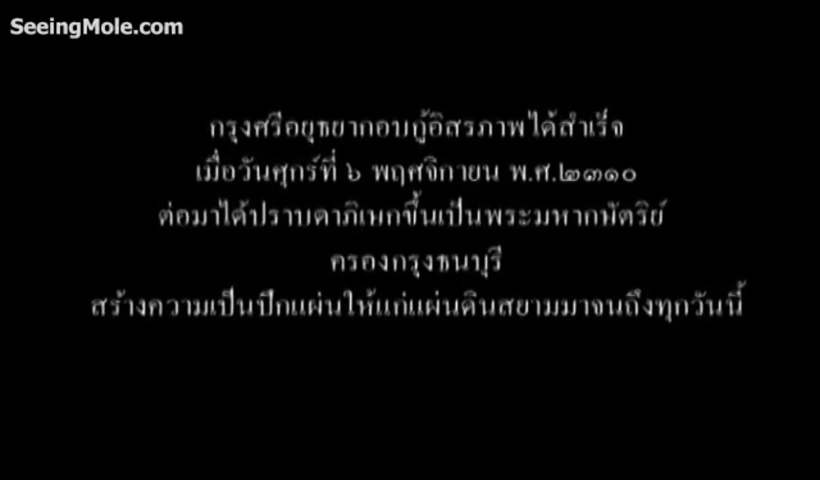 SeeingMole.com
กรุงศรีอยุธยากอบกู้อิสรภาพได้สำเร็จ
เมื่อวันศุกร์ที่ ๖ พฤศจิกายน พ.ศ.๒๓๑๐
ต่อมาได้ปราบดาภิเษกขึ้นเป็นพระมหากษัตริย์
ครองกรุงธนบุรี
สร้างความเป็นปึกแผ่นให้แก่แผ่นดินสยามมาจนถึงทุกวันนี้